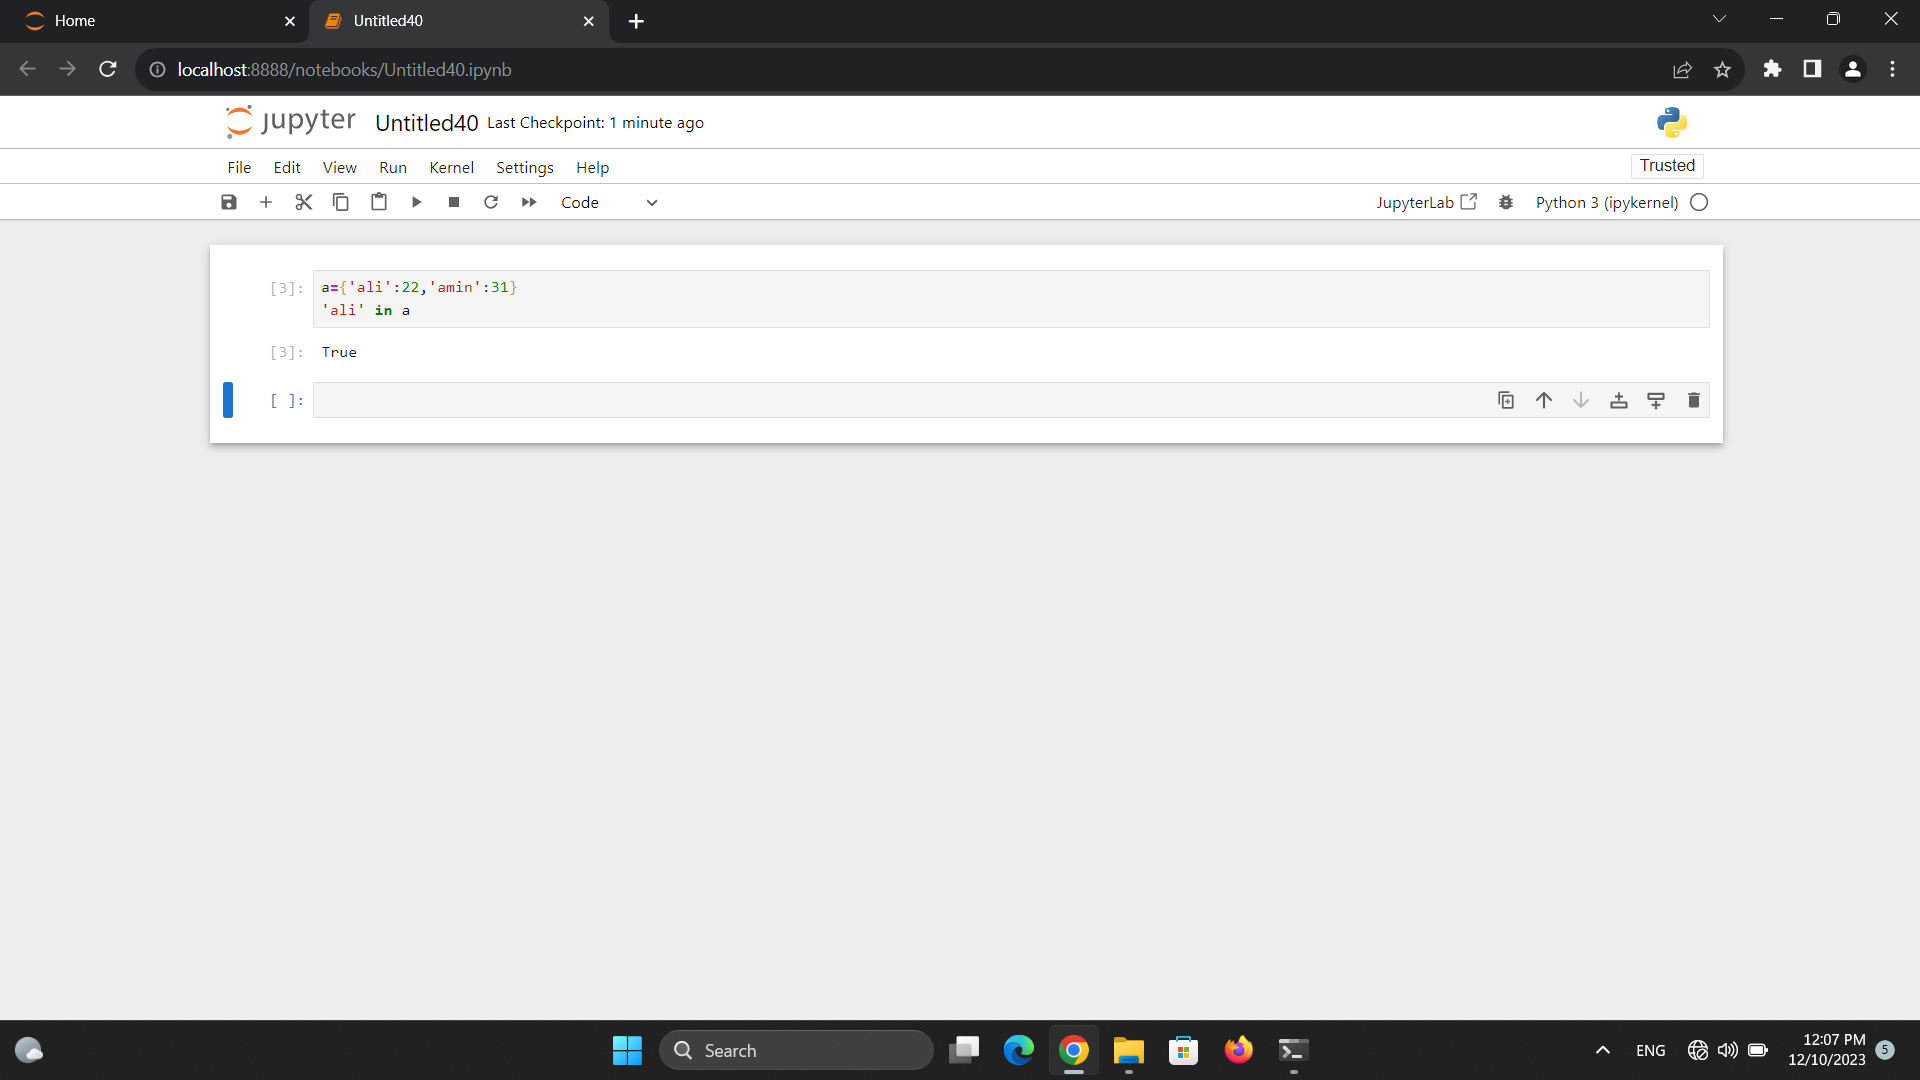 Home
Untitled40
localhost:8888/notebooks/Untitled40.ipynb
jupyter Untitled40 Last Checkpoint: 1 minute ago
File Edit View Run Kernel Settings Help
Trusted
Code
JupyterLab
Python 3 (ipykernel)
[3]: a={'ali':22,'amin':31}
'ali' in a
[3]: True
[ ]:
Search
ENG
12:07 PM
12/10/2023
5